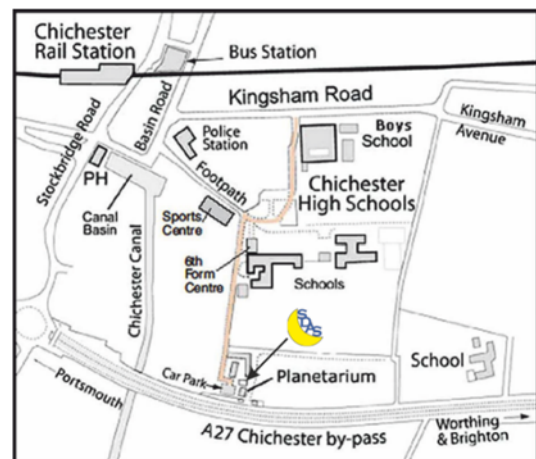 Chichester
Rail Station
Bus Station
Stockbridge Road
Basin Road
Kingsham Road
Kingsham
Avenue
Police
Station
Boys
School
PH
Footpath
Chichester
High Schools
Canal
Basin
Sports
Centre
Chichester Canal
6th
Form
Centre
Schools
SDAS
School
Car Park
Planetarium
Portsmouth
A27 Chichester by-pass
Worthing
& Brighton